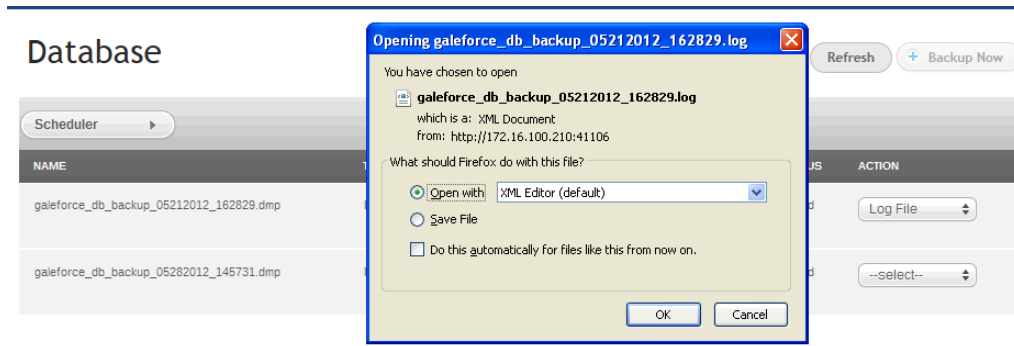 Database
Opening galeforce_db_backup_05212012_162829.log
Refresh
+ Backup Now
You have chosen to open
galeforce_db_backup_05212012_162829.log
which is a: XML Document
from: http://172.16.100.210:41106
Scheduler
What should Firefox do with this file?
NAME
US
ACTION
Open with
XML Editor (default)
galeforce_db_backup_05212012_162829.dmp
d
Log File
Save File
Do this automatically for files like this from now on.
galeforce_db_backup_05282012_145731.dmp
d
--select--
OK
Cancel